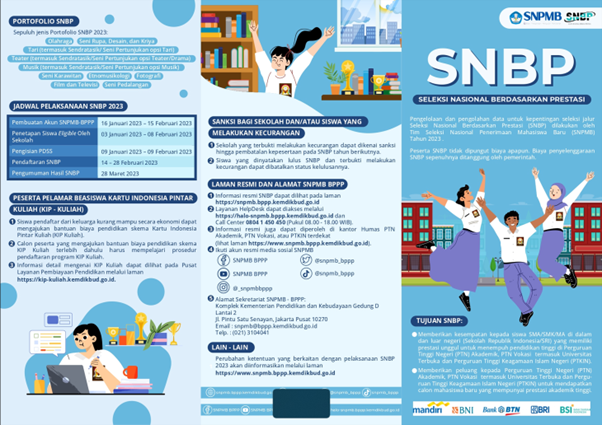 PORTOFOLIO SNBP
Sepuluh jenis Portofolio SNBP 2023:
Olahraga Seni Rupa, Desain, dan Kriya
Tari (termasuk Sendratasik/ Seni Pertunjukan opsi Tari)
Teater (termasuk Sendratasik/Seni Pertunjukan opsi Teater/Drama)
Musik (termasuk Sendratasik/Seni Pertunjukan opsi Musik)
Seni Karawitan Etnomusikologi Fotografi
Film dan Televisi Seni Pedalangan
JADWAL PELAKSANAAN SNBP 2023
Pembuatan Akun SNPMB-BPPP 16 Januari 2023 – 15 Februari 2023
Penetapan Siswa Eligible Oleh
Sekolah 03 Januari 2023 – 08 Februari 2023
Pengisian PDSS 09 Januari 2023 – 09 Februari 2023
Pendaftaran SNBP 14 – 28 Februari 2023
Pengumuman Hasil SNBP 28 Maret 2023
PESERTA PELAMAR BEASISWA KARTU INDONESIA PINTAR
KULIAH (KIP - KULIAH)
1 Siswa pendaftar dari keluarga kurang mampu secara ekonomi dapat
mengajukan bantuan biaya pendidikan skema Kartu Indonesia
Pintar Kuliah (KIP Kuliah).
2 Calon peserta yang mengajukan bantuan biaya pendidikan skema
KIP Kuliah terlebih dahulu harus mempelajari prosedur
pendaftaran program KIP Kuliah.
3 Informasi detail mengenai KIP Kuliah dapat dilihat pada Pusat
Layanan Pembiayaan Pendidikan melalui laman
https://kip-kuliah.kemdikbud.go.id.
SANKSI BAGI SEKOLAH DAN/ATAU SISWA YANG
MELAKUKAN KECURANGAN
1 Sekolah yang terbukti melakukan kecurangan dapat dikenai sanksi
hingga pembatalan kepesertaan pada SNBP tahun berikutnya.
2 Siswa yang dinyatakan lulus SNBP dan terbukti melakukan
kecurangan dapat dibatalkan status kelulusannya.
LAMAN RESMI DAN ALAMAT SNPMB BPPP
1 Informasi resmi SNBP dapat dilihat pada laman
https://snpmb.bppp.kemdikbud.go.id
2 Layanan HelpDesk dapat diakses melalui
https://halo-snpmb.bppp.kemdikbud.go.id dan
Call Center 0804 1 450 450 (Pukul 08.00 - 18.00 WIB).
3 Informasi resmi juga dapat diperoleh di kantor Humas PTN
Akademik, PTN Vokasi, atau PTKIN terdekat
(lihat laman https://www.snpmb.bppp.kemdikbud.go.id).
4 Ikuti akun resmi media sosial SNPMB
SNPMB BPPP @snpmb_bppp
SNPMB BPPP @snpmb_bppp
@_snpmbbppp
5 Alamat Sekretariat SNPMB - BPPP:
Komplek Kementerian Pendidikan dan Kebudayaan Gedung D
Lantai 2
Jl. Pintu Satu Senayan, Jakarta Pusat 10270
Email : snpmb@bppp.kemdikbud.go.id
Telp. : (021) 31104041
LAIN - LAIN
Perubahan ketentuan yang berkaitan dengan pelaksanaan SNBP
2023 akan diinformasikan melalui laman
https://www.snpmb.bppp.kemdikbud.go.id
SNPMB SNBP
SNBP
SELEKSI NASIONAL BERDASARKAN PRESTASI
Pengelolaan dan pengolahan data untuk kepentingan seleksi jalur
Seleksi Nasional Berdasarkan Prestasi (SNBP) dilakukan oleh
Tim Seleksi Nasional Penerimaan Mahasiswa Baru (SNPMB)
Tahun 2023.
Peserta SNBP tidak dipungut biaya apapun. Biaya penyelenggaraan
SNBP sepenuhnya ditanggung oleh pemerintah.
TUJUAN SNBP:
Memberikan kesempatan kepada siswa SMA/SMK/MA di dalam
dan luar negeri (Sekolah Republik Indonesia/SRI) yang memiliki
prestasi unggul untuk menempuh pendidikan tinggi di Perguruan
Tinggi Negeri (PTN) Akademik, PTN Vokasi termasuk Universitas
Terbuka dan Perguruan Tinggi Keagamaan Islam Negeri (PTKIN).
Memberikan peluang kepada Perguruan Tinggi Negeri (PTN)
Akademik, PTN Vokasi termasuk Universitas Terbuka dan Pergu-
ruan Tinggi Keagamaan Islam Negeri (PTKIN) untuk mendapatkan
calon mahasiswa baru yang mempunyai prestasi akademik tinggi.
mandiri BNI Bank BTN BRI BSI